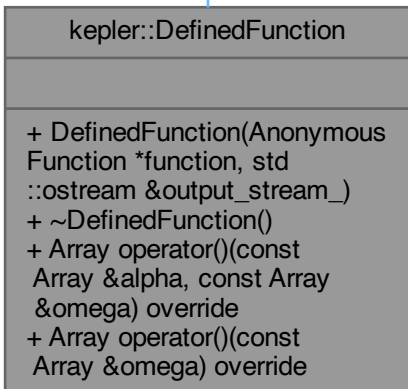 kepler::DefinedFunction
+ DefinedFunction(Anonymous
Function *function, std
::ostream &output_stream_)
+ ~DefinedFunction()
+ Array operator()(const
Array &alpha, const Array
&omega) override
+ Array operator()(const
Array &omega) override